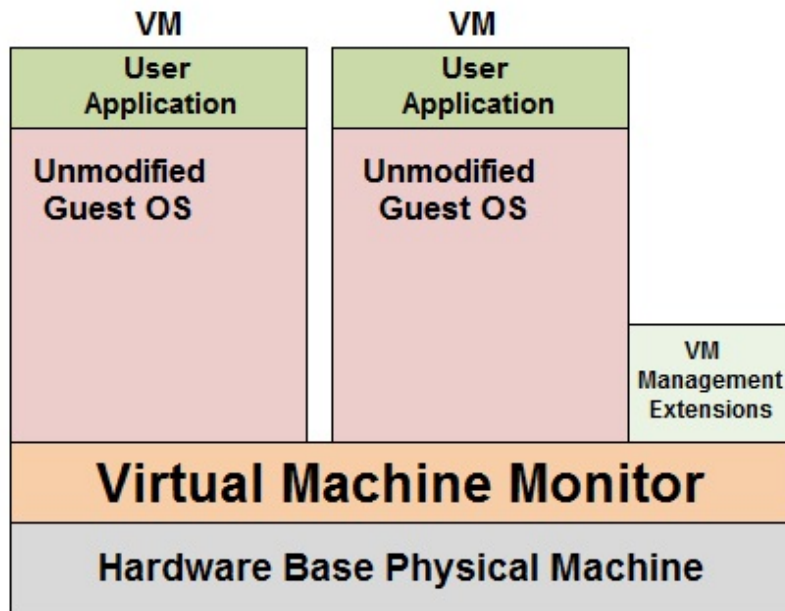 VM
User
Application
Unmodified
Guest OS
VM
User
Application
Unmodified
Guest OS
VM
Management
Extensions
Virtual Machine Monitor
Hardware Base Physical Machine